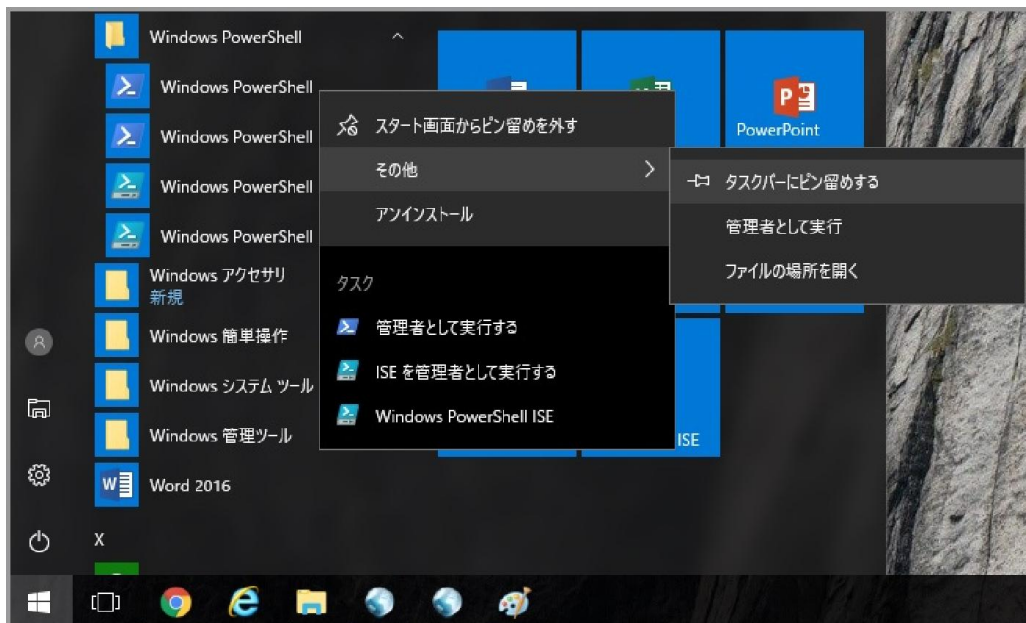 Windows PowerShell
Windows PowerShell
Windows PowerShell
Windows PowerShell
Windows PowerShell
Windows アクセサリ
新規
Windows 簡単操作
Windows システム ツール
Windows 管理ツール
Word 2016
X
スタート画面からピン留めを外す
その他
アンインストール
タスク
管理者として実行する
ISE を管理者として実行する
Windows PowerShell ISE
タスクバーにピン留めする
管理者として実行
ファイルの場所を開く
PowerPoint
ISE